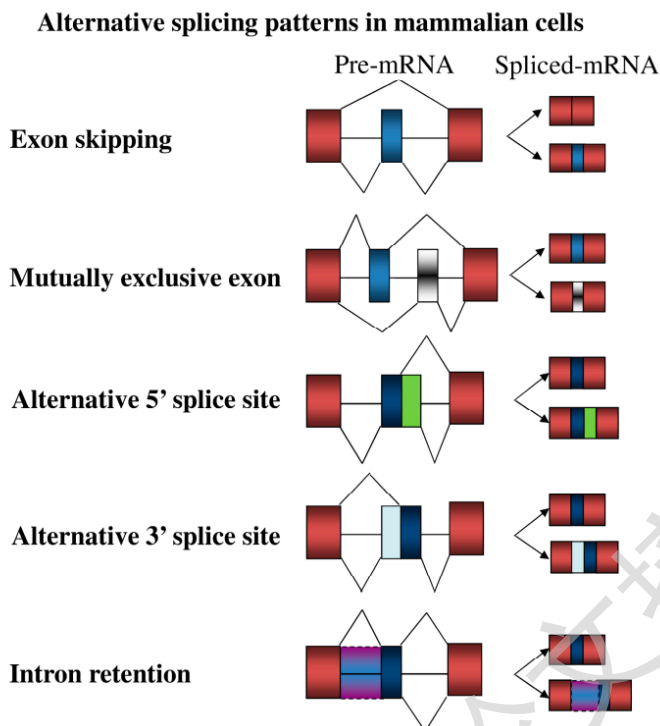 Alternative splicing patterns in mammalian cells
Pre-mRNA Spliced-mRNA
Exon skipping
Mutually exclusive exon
Alternative 5’ splice site
Alternative 3’ splice site
Intron retention
文